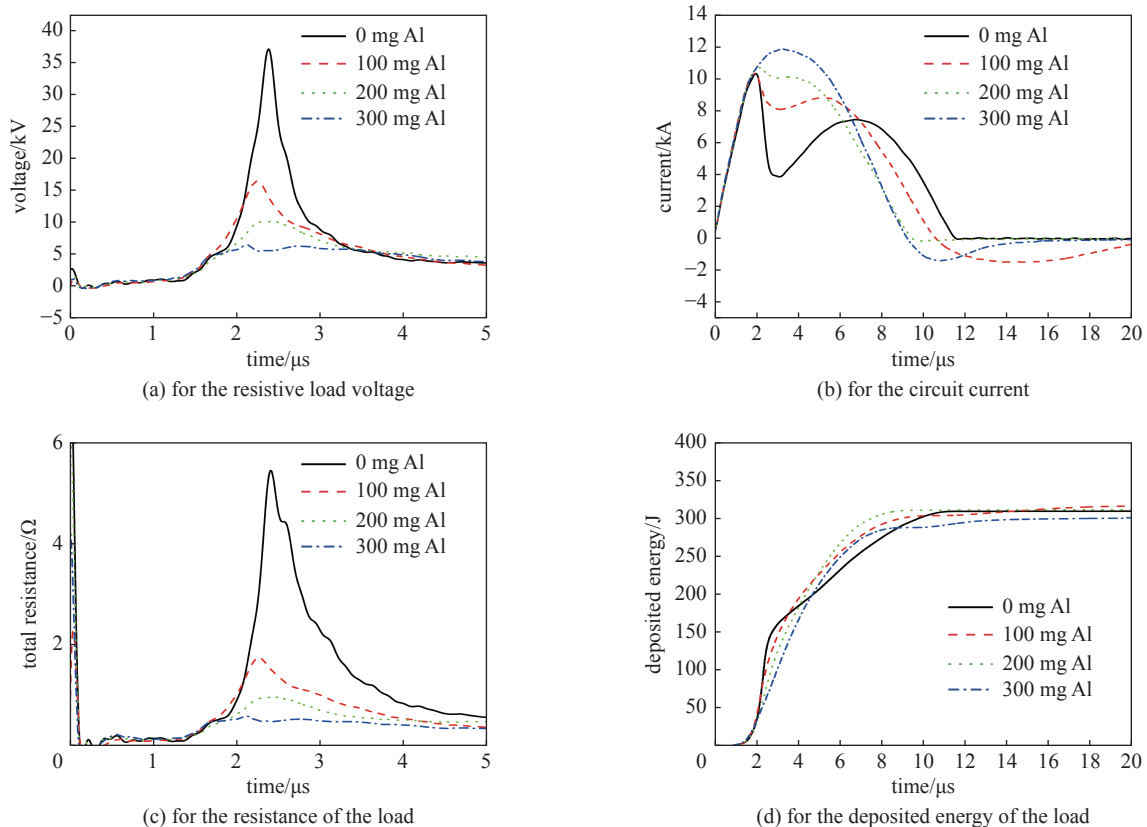 40
35
30
25
20
15
10
5
0
−5
0
1
2
3
4
5
voltage/kV
time/μs
0 mg Al
100 mg Al
200 mg Al
300 mg Al
(a) for the resistive load voltage
14
12
10
8
6
4
2
0
−2
−4
0
2
4
6
8
10
12
14
16
18
20
current/kA
time/μs
0 mg Al
100 mg Al
200 mg Al
300 mg Al
(b) for the circuit current
6
4
2
0
1
2
3
4
5
total resistance/Ω
time/μs
0 mg Al
100 mg Al
200 mg Al
300 mg Al
(c) for the resistance of the load
400
350
300
250
200
150
100
50
0
2
4
6
8
10
12
14
16
18
20
deposited energy/J
time/μs
0 mg Al
100 mg Al
200 mg Al
300 mg Al
(d) for the deposited energy of the load